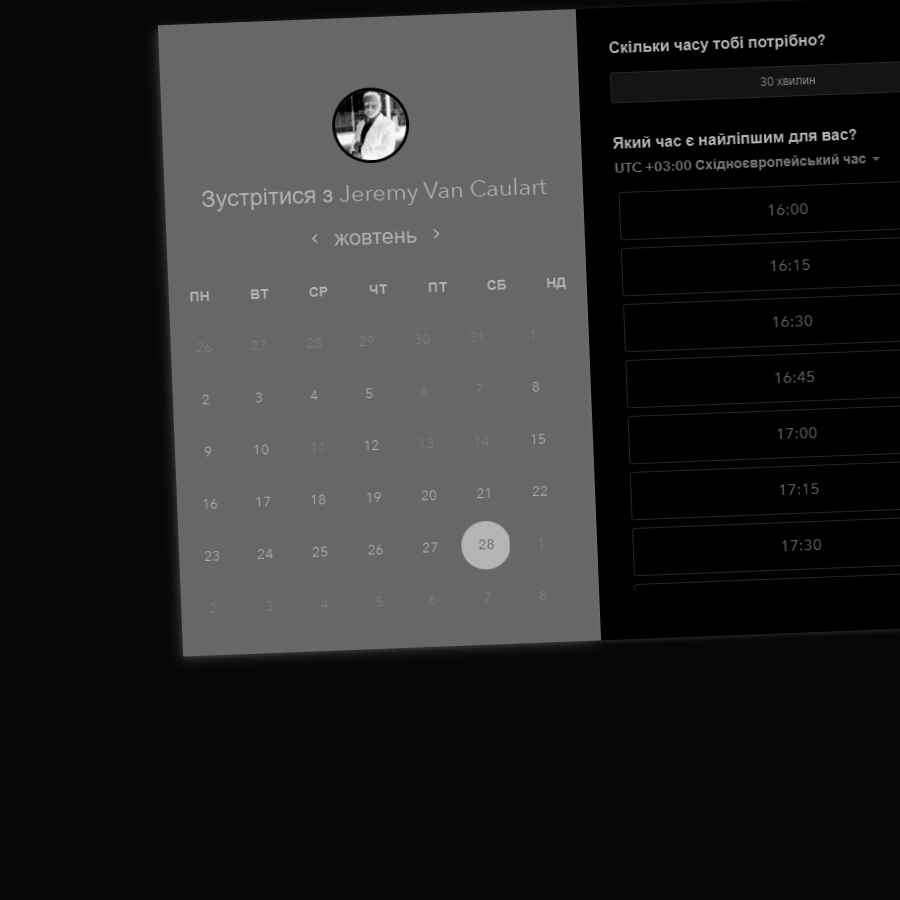 Зустрітися з Jeremy Van Caulart
жовтень
ПН ВТ СР ЧТ ПТ СБ НД
26 27 28 29 30 31 1
2 3 4 5 6 7 8
9 10 11 12 13 14 15
16 17 18 19 20 21 22
23 24 25 26 27 28 1
2 3 4 5 6 7 8
Скільки часу тобі потрібно?
30 хвилин
Який час є найліпшим для вас?
UTC +03:00 Східноєвропейський час
16:00
16:15
16:30
16:45
17:00
17:15
17:30